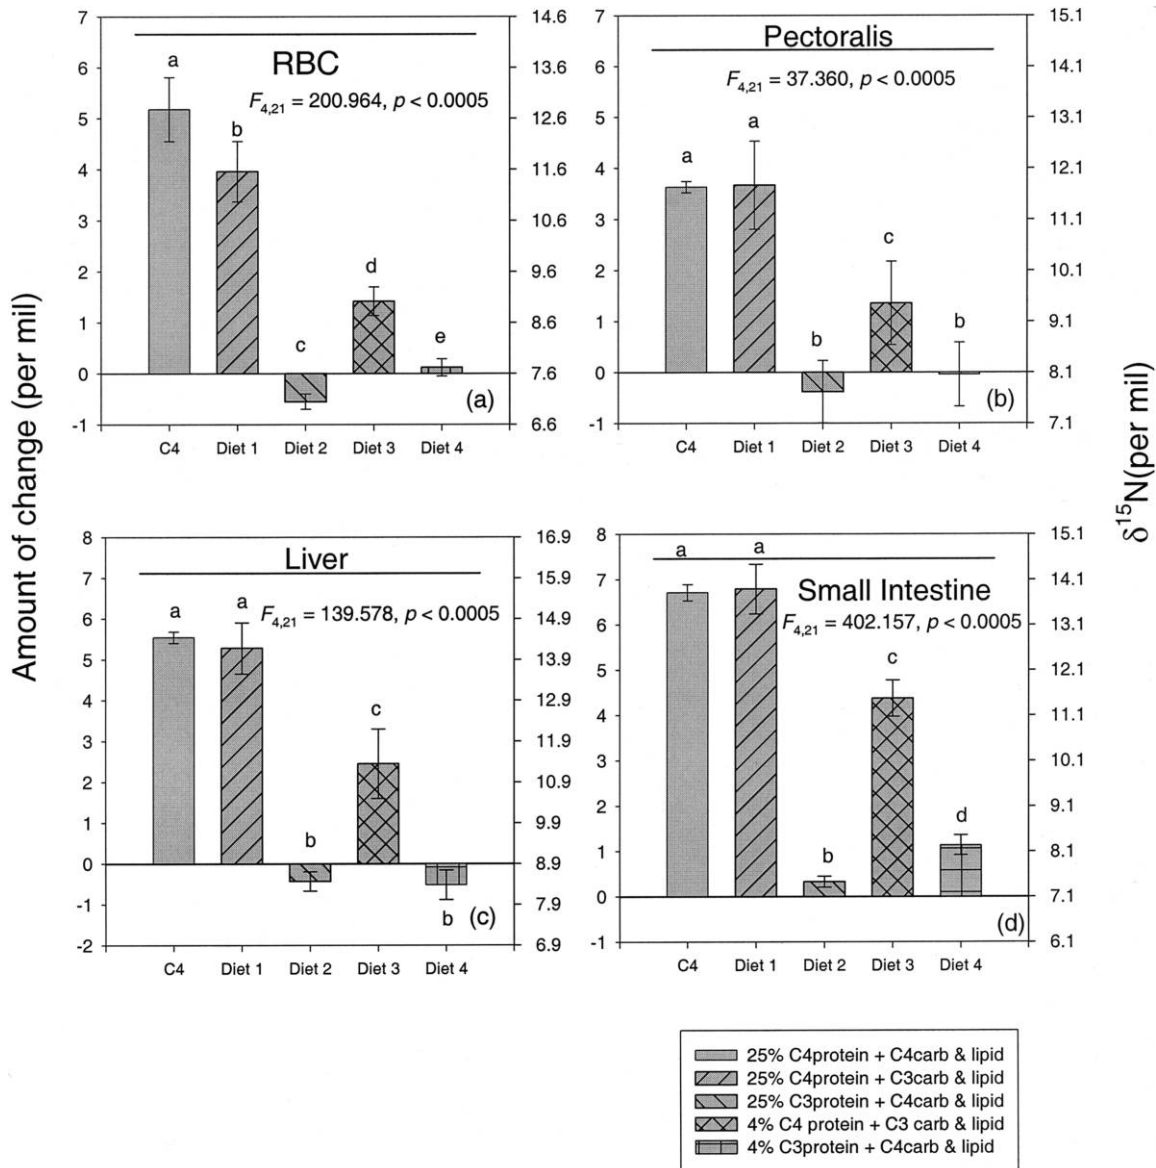 Amount of change (per mil)
δ15N(per mil)
7
6
5
4
3
2
1
0
-1
14.6
13.6
12.6
11.6
10.6
9.6
8.6
7.6
6.6
RBC
F4,21 = 200.964, p < 0.0005
a
b
c
d
e
(a)
C4 Diet 1 Diet 2 Diet 3 Diet 4
7
6
5
4
3
2
1
0
-1
15.1
14.1
13.1
12.1
11.1
10.1
9.1
8.1
7.1
Pectoralis
F4,21 = 37.360, p < 0.0005
a
a
b
c
b
(b)
C4 Diet 1 Diet 2 Diet 3 Diet 4
8
7
6
5
4
3
2
1
0
-1
-2
16.9
15.9
14.9
13.9
12.9
11.9
10.9
9.9
8.9
7.9
6.9
Liver
F4,21 = 139.578, p < 0.0005
a
a
b
c
b
(c)
C4 Diet 1 Diet 2 Diet 3 Diet 4
8
7
6
5
4
3
2
1
0
-1
15.1
14.1
13.1
12.1
11.1
10.1
9.1
8.1
7.1
6.1
a
a
Small Intestine
F4,21 = 402.157, p < 0.0005
b
c
d
(d)
C4 Diet 1 Diet 2 Diet 3 Diet 4
25% C4protein + C4carb & lipid
25% C4protein + C3carb & lipid
25% C3protein + C4carb & lipid
4% C4 protein + C3 carb & lipid
4% C3protein + C4carb & lipid